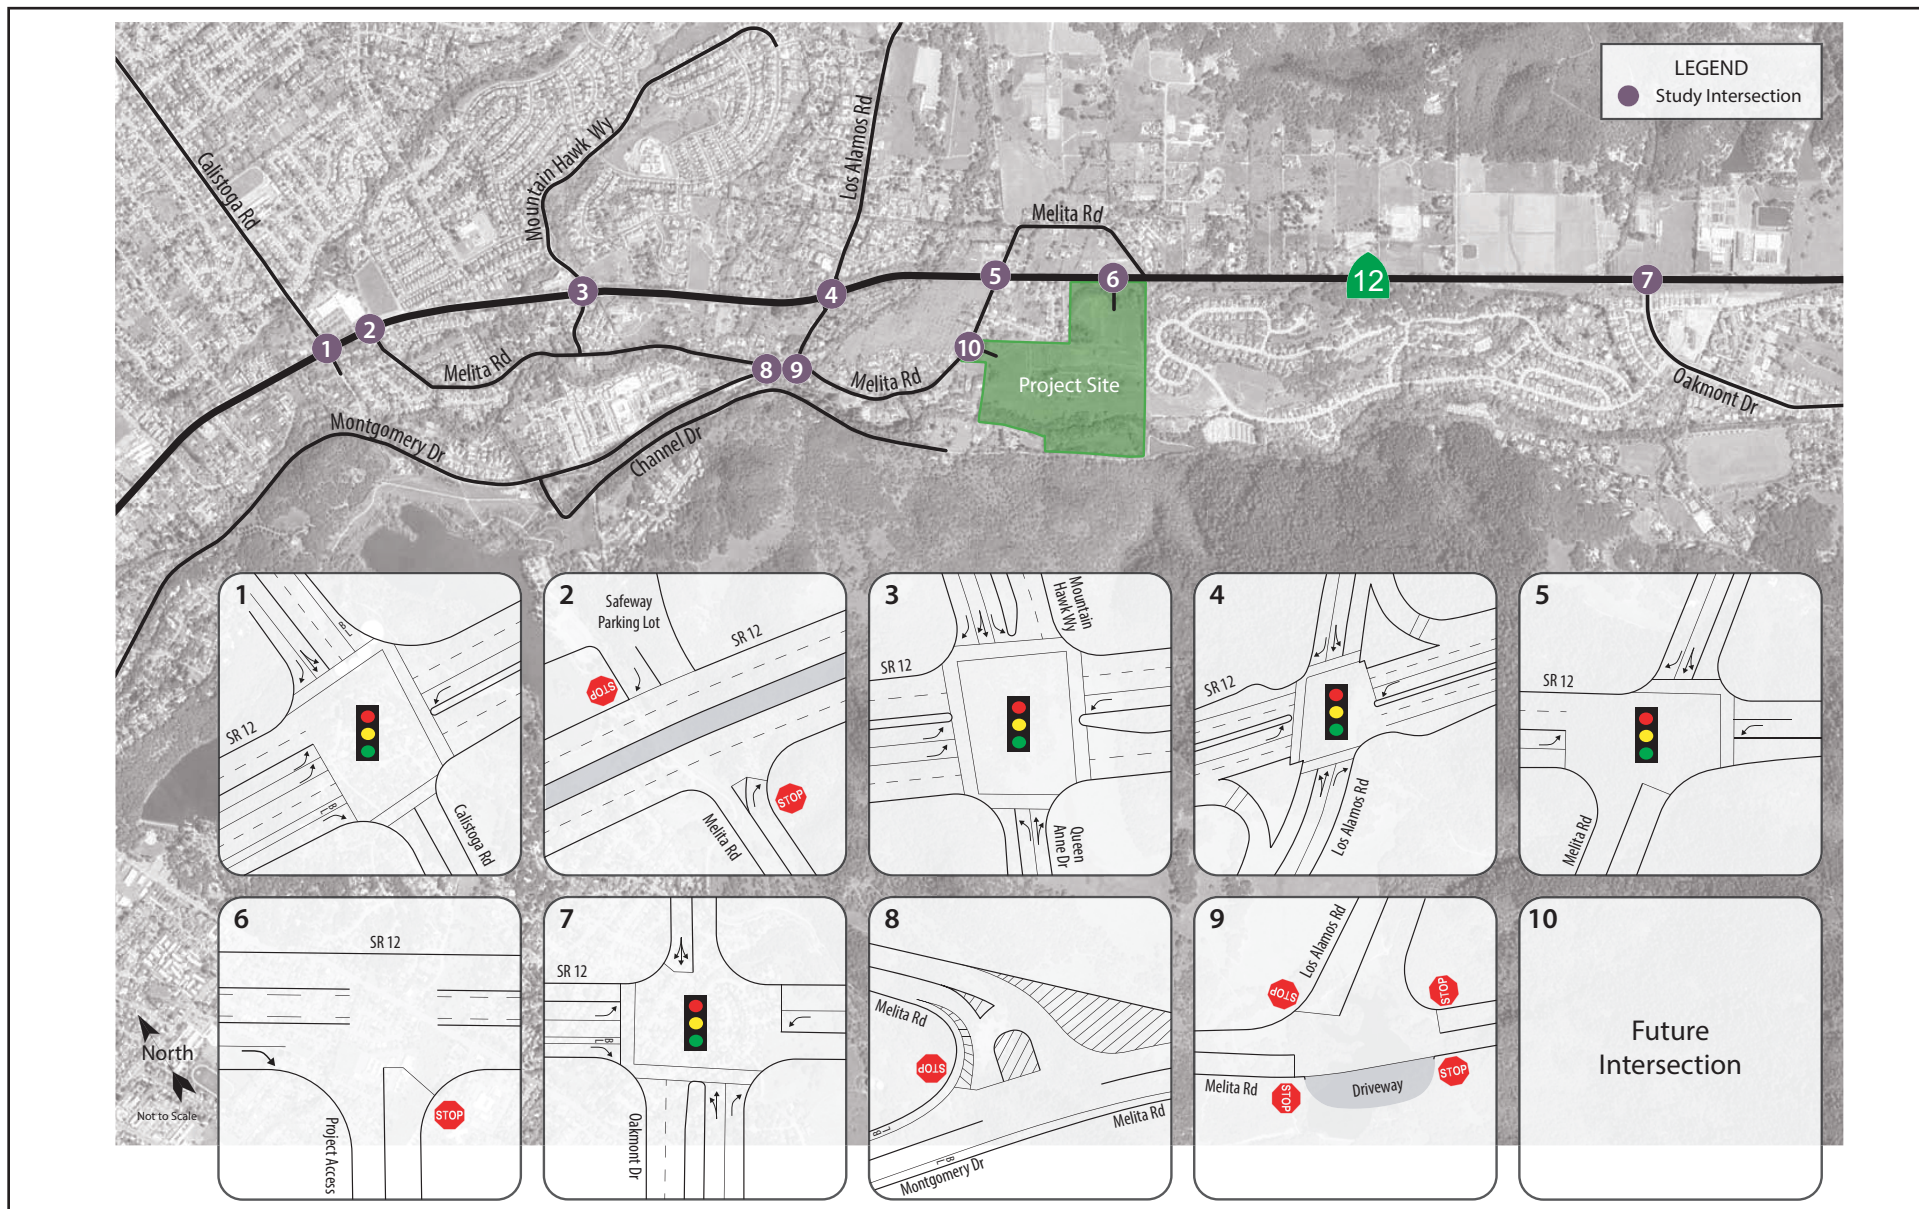 LEGEND
Study Intersection
Calistoga Rd
Mountain Hawk Wy
Los Alamos Rd
Melita Rd
1
2
3
4
5
6
12
7
8
9
10
Melita Rd
Melita Rd
Project Site
Oakmont Dr
Montgomery Dr
Channel Dr
1
SR 12
B
L
B
L
Calistoga Rd
2
Safeway
Parking Lot
SR 12
STOP
Melita Rd
STOP
3
Mountain
Hawk Wy
SR 12
Queen
Anne Dr
4
SR 12
Los Alamos Rd
5
SR 12
Melita Rd
6
SR 12
Project Access
STOP
7
SR 12
B
L
Oakmont Dr
8
Melita Rd
STOP
B
L
B
L
Melita Rd
Montgomery Dr
9
Los Alamos Rd
STOP
STOP
Melita Rd
STOP
Driveway
STOP
10
Future
Intersection
North
Not to Scale